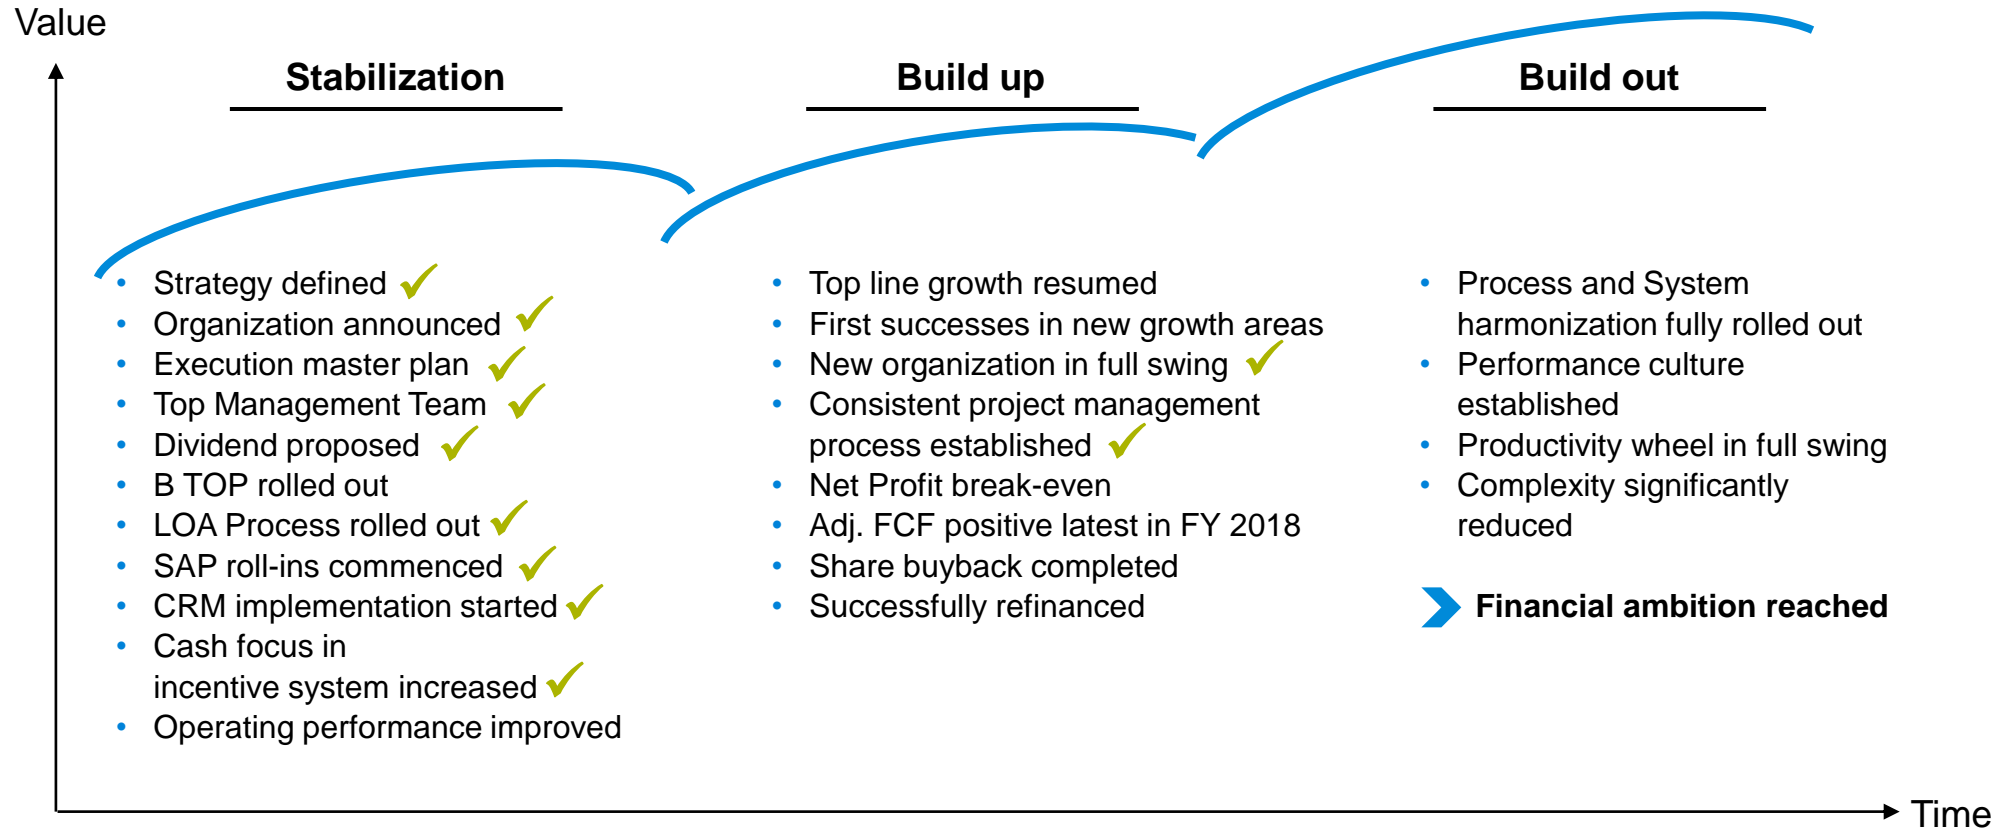 Value
Stabilization
Strategy defined
Organization announced
Execution master plan
Top Management Team
Dividend proposed
B TOP rolled out
LOA Process rolled out
SAP roll-ins commenced
CRM implementation started
Cash focus in
incentive system increased
Operating performance improved
Build up
Top line growth resumed
First successes in new growth areas
New organization in full swing
Consistent project management
process established
Net Profit break-even
Adj. FCF positive latest in FY 2018
Share buyback completed
Successfully refinanced
Build out
Process and System
harmonization fully rolled out
Performance culture
established
Productivity wheel in full swing
Complexity significantly
reduced
Financial ambition reached
Time